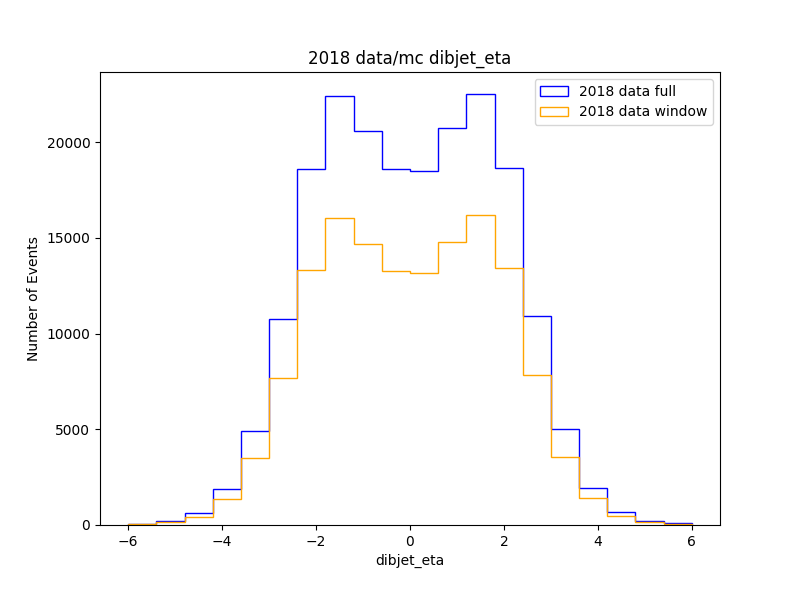 2018 data/mc dibjet_eta
2018 data full
2018 data window
Number of Events
20000
15000
10000
5000
0
−6
−4
−2
0
2
4
6
dibjet_eta